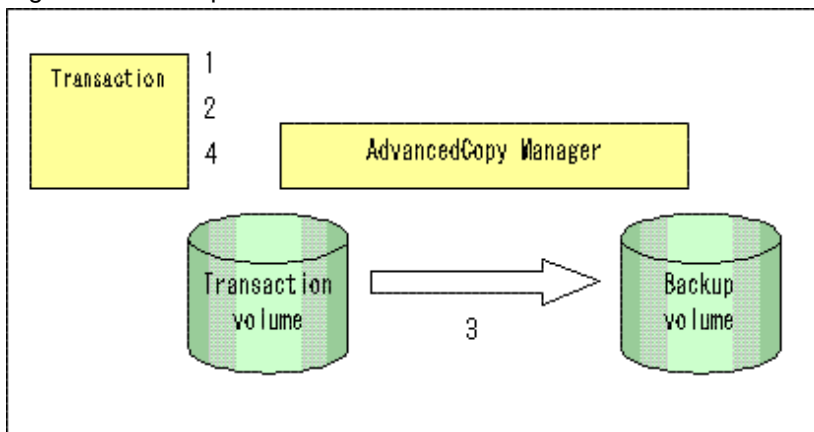 Transaction
1
2
4
AdvancedCopy Manager
Transaction
volume
3
Backup
volume